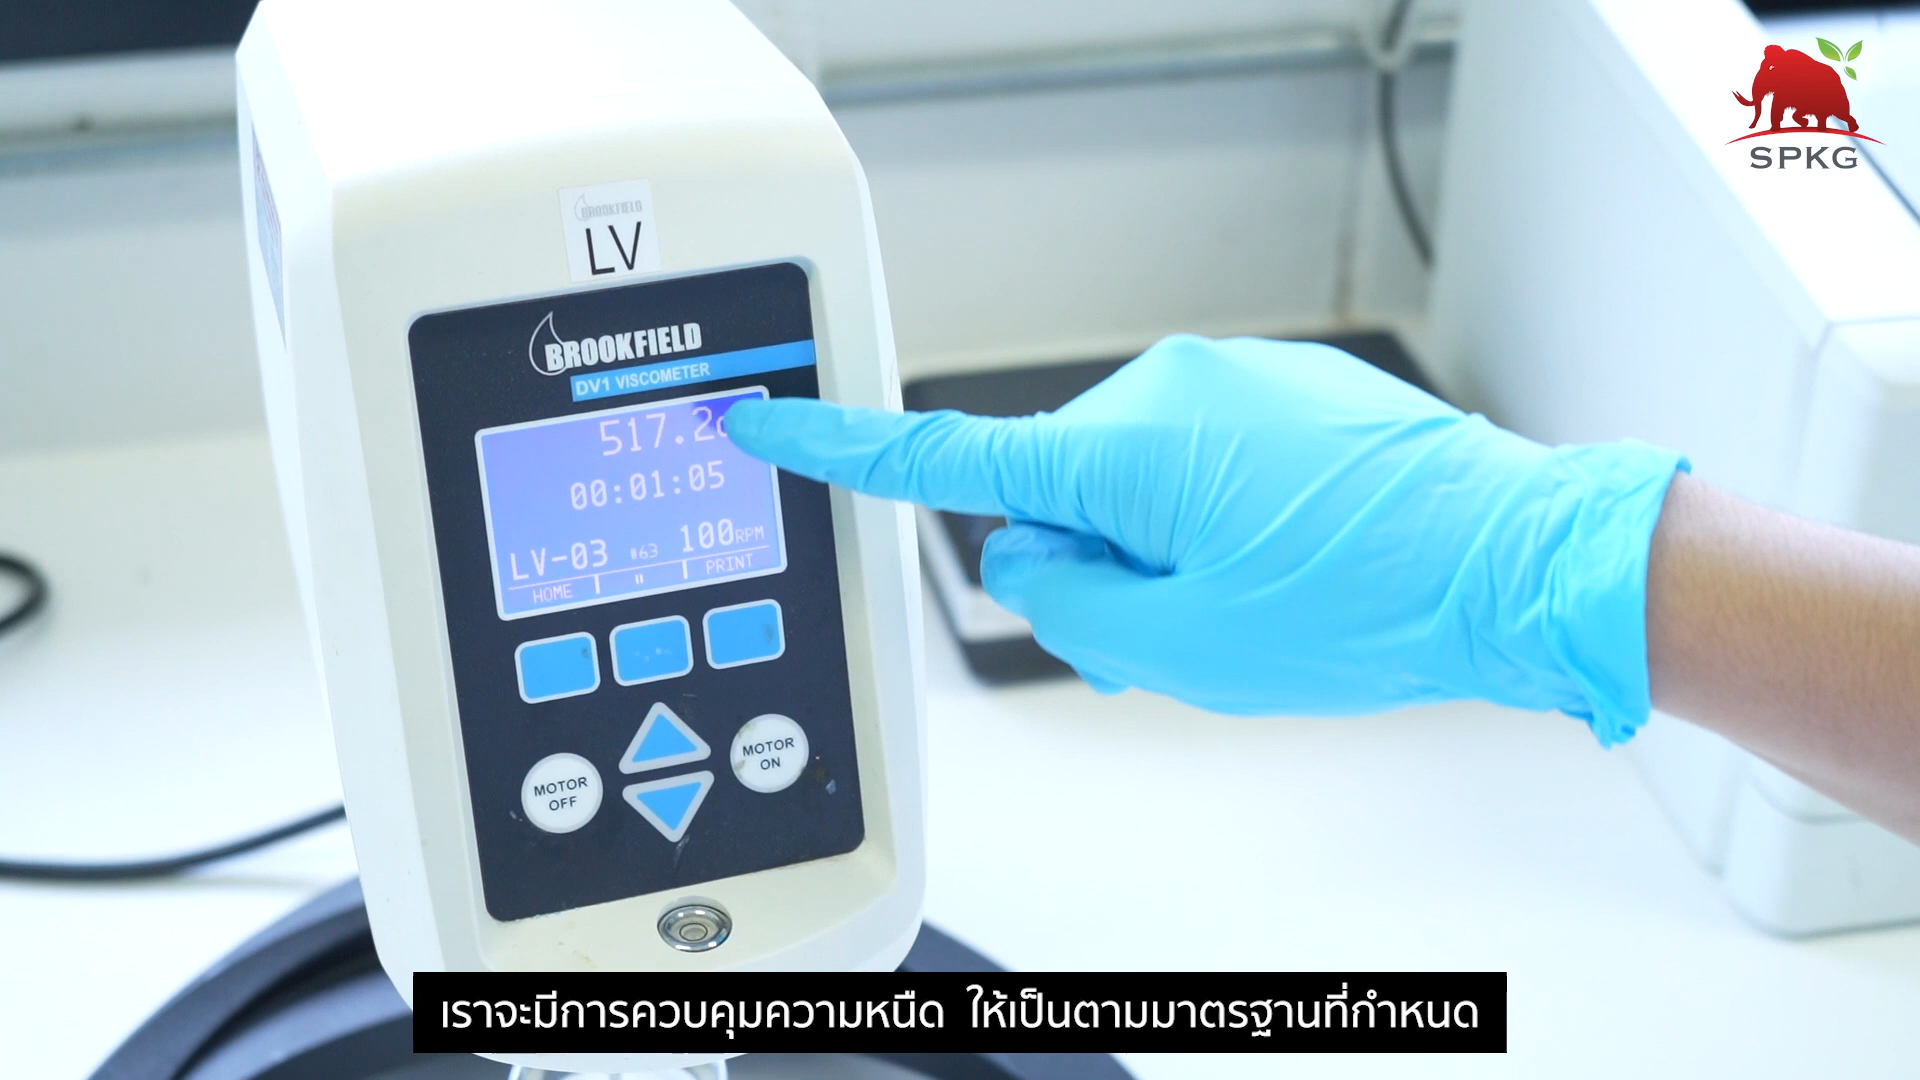 SPKG
BROOKFIELD
LV
BROOKFIELD
DV1 VISCOMETER
517.2
00:01:05
LV-03 #63 100RPM
HOME PRINT
MOTOR OFF
MOTOR ON
เราจะมีการควบคุมความหนืด ให้เป็นตามมาตรฐานที่กำหนด